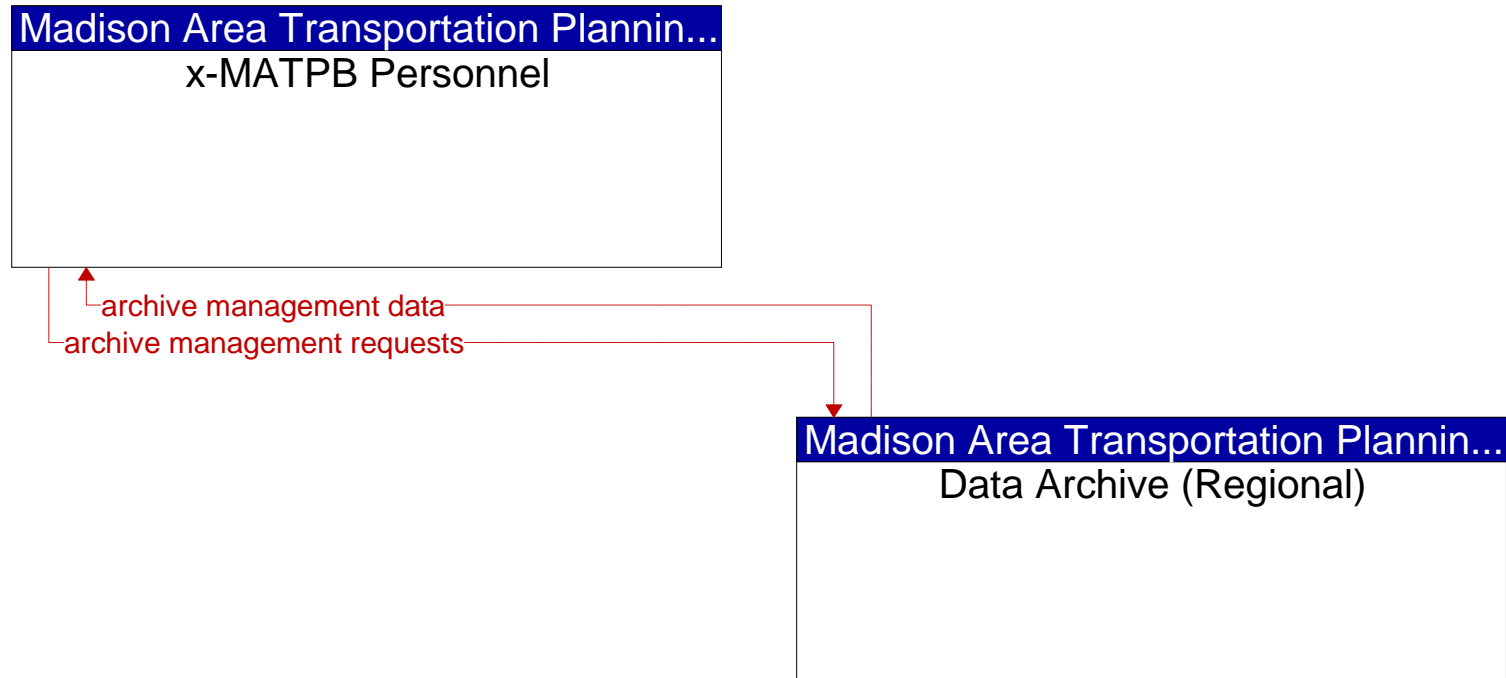 Madison Area Transportation Plannin...
x-MATPB Personnel
archive management data
archive management requests
Madison Area Transportation Plannin...
Data Archive (Regional)